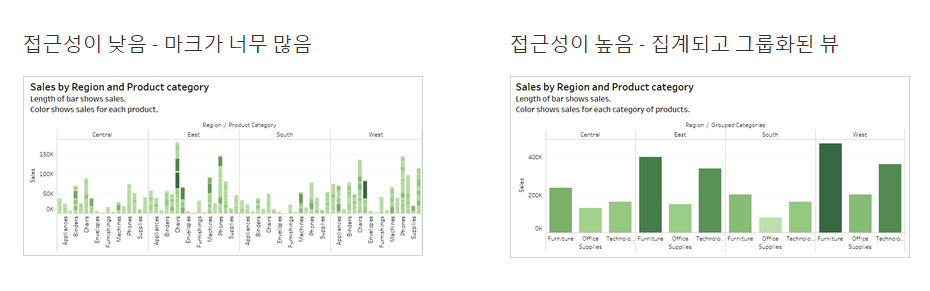 접근성이 낮음 - 마크가 너무 많음
Sales by Region and Product category
Length of bar shows sales.
Color shows sales for each product.
Region / Product Category
Central East South West
Sales
150K
100K
50K
0K
Appliances Binders Chairs Envelopes Furnishings Machines Phones Supplies Appliances Binders Chairs Envelopes Furnishings Machines Phones Supplies Appliances Binders Chairs Envelopes Furnishings Machines Phones Supplies Appliances Binders Chairs Envelopes Furnishings Machines Phones Supplies
접근성이 높음 - 집계되고 그룹화된 뷰
Sales by Region and Product category
Length of bar shows sales.
Color shows sales for each category of products.
Region / Grouped Categories
Central East South West
Sales
400K
200K
0K
Furniture Office Supplies Technolo.. Furniture Office Supplies Technolo.. Furniture Office Supplies Technolo.. Furniture Office Supplies Technolo..